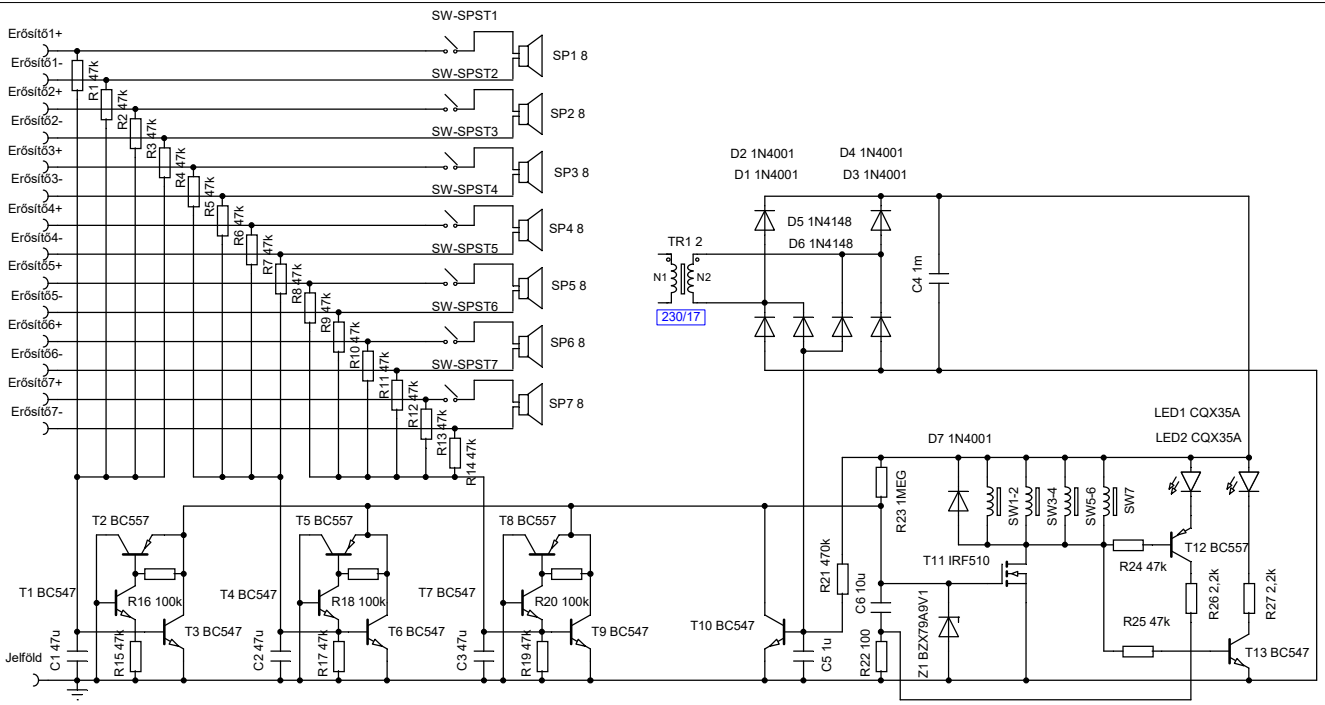 SW-SPST1
Erősítő1+
SP1 8
Erősítő1-
SW-SPST2
R1 47k
Erősítő2+
SP2 8
R2 47k
Erősítő2-
SW-SPST3
R3 47k
Erősítő3+
SP3 8
R4 47k
Erősítő3-
SW-SPST4
R5 47k
Erősítő4+
SP4 8
R6 47k
Erősítő4-
SW-SPST5
R7 47k
Erősítő5+
SP5 8
R8 47k
Erősítő5-
SW-SPST6
R9 47k
Erősítő6+
SP6 8
R10 47k
Erősítő6-
SW-SPST7
R11 47k
Erősítő7+
SP7 8
R12 47k
Erősítő7-
R13 47k
R14 47k
D2 1N4001
D4 1N4001
D1 1N4001
D3 1N4001
D5 1N4148
D6 1N4148
TR1 2
N1
N2
230/17
C4 1m
LED1 CQX35A
LED2 CQX35A
D7 1N4001
SW1-2
SW3-4
SW5-6
SW7
R23 1MEG
T2 BC557
T5 BC557
T8 BC557
T11 IRF510
T12 BC557
R24 47k
R21 470k
C6 10u
R26 2,2k
R27 2,2k
T1 BC547
R16 100k
T4 BC547
R18 100k
T7 BC547
R20 100k
T3 BC547
T6 BC547
T9 BC547
T10 BC547
R25 47k
T13 BC547
Jelföld
C1 47u
R15 47k
C2 47u
R17 47k
C3 47u
R19 47k
C5 1u
R22 100
Z1 BZX79A9V1